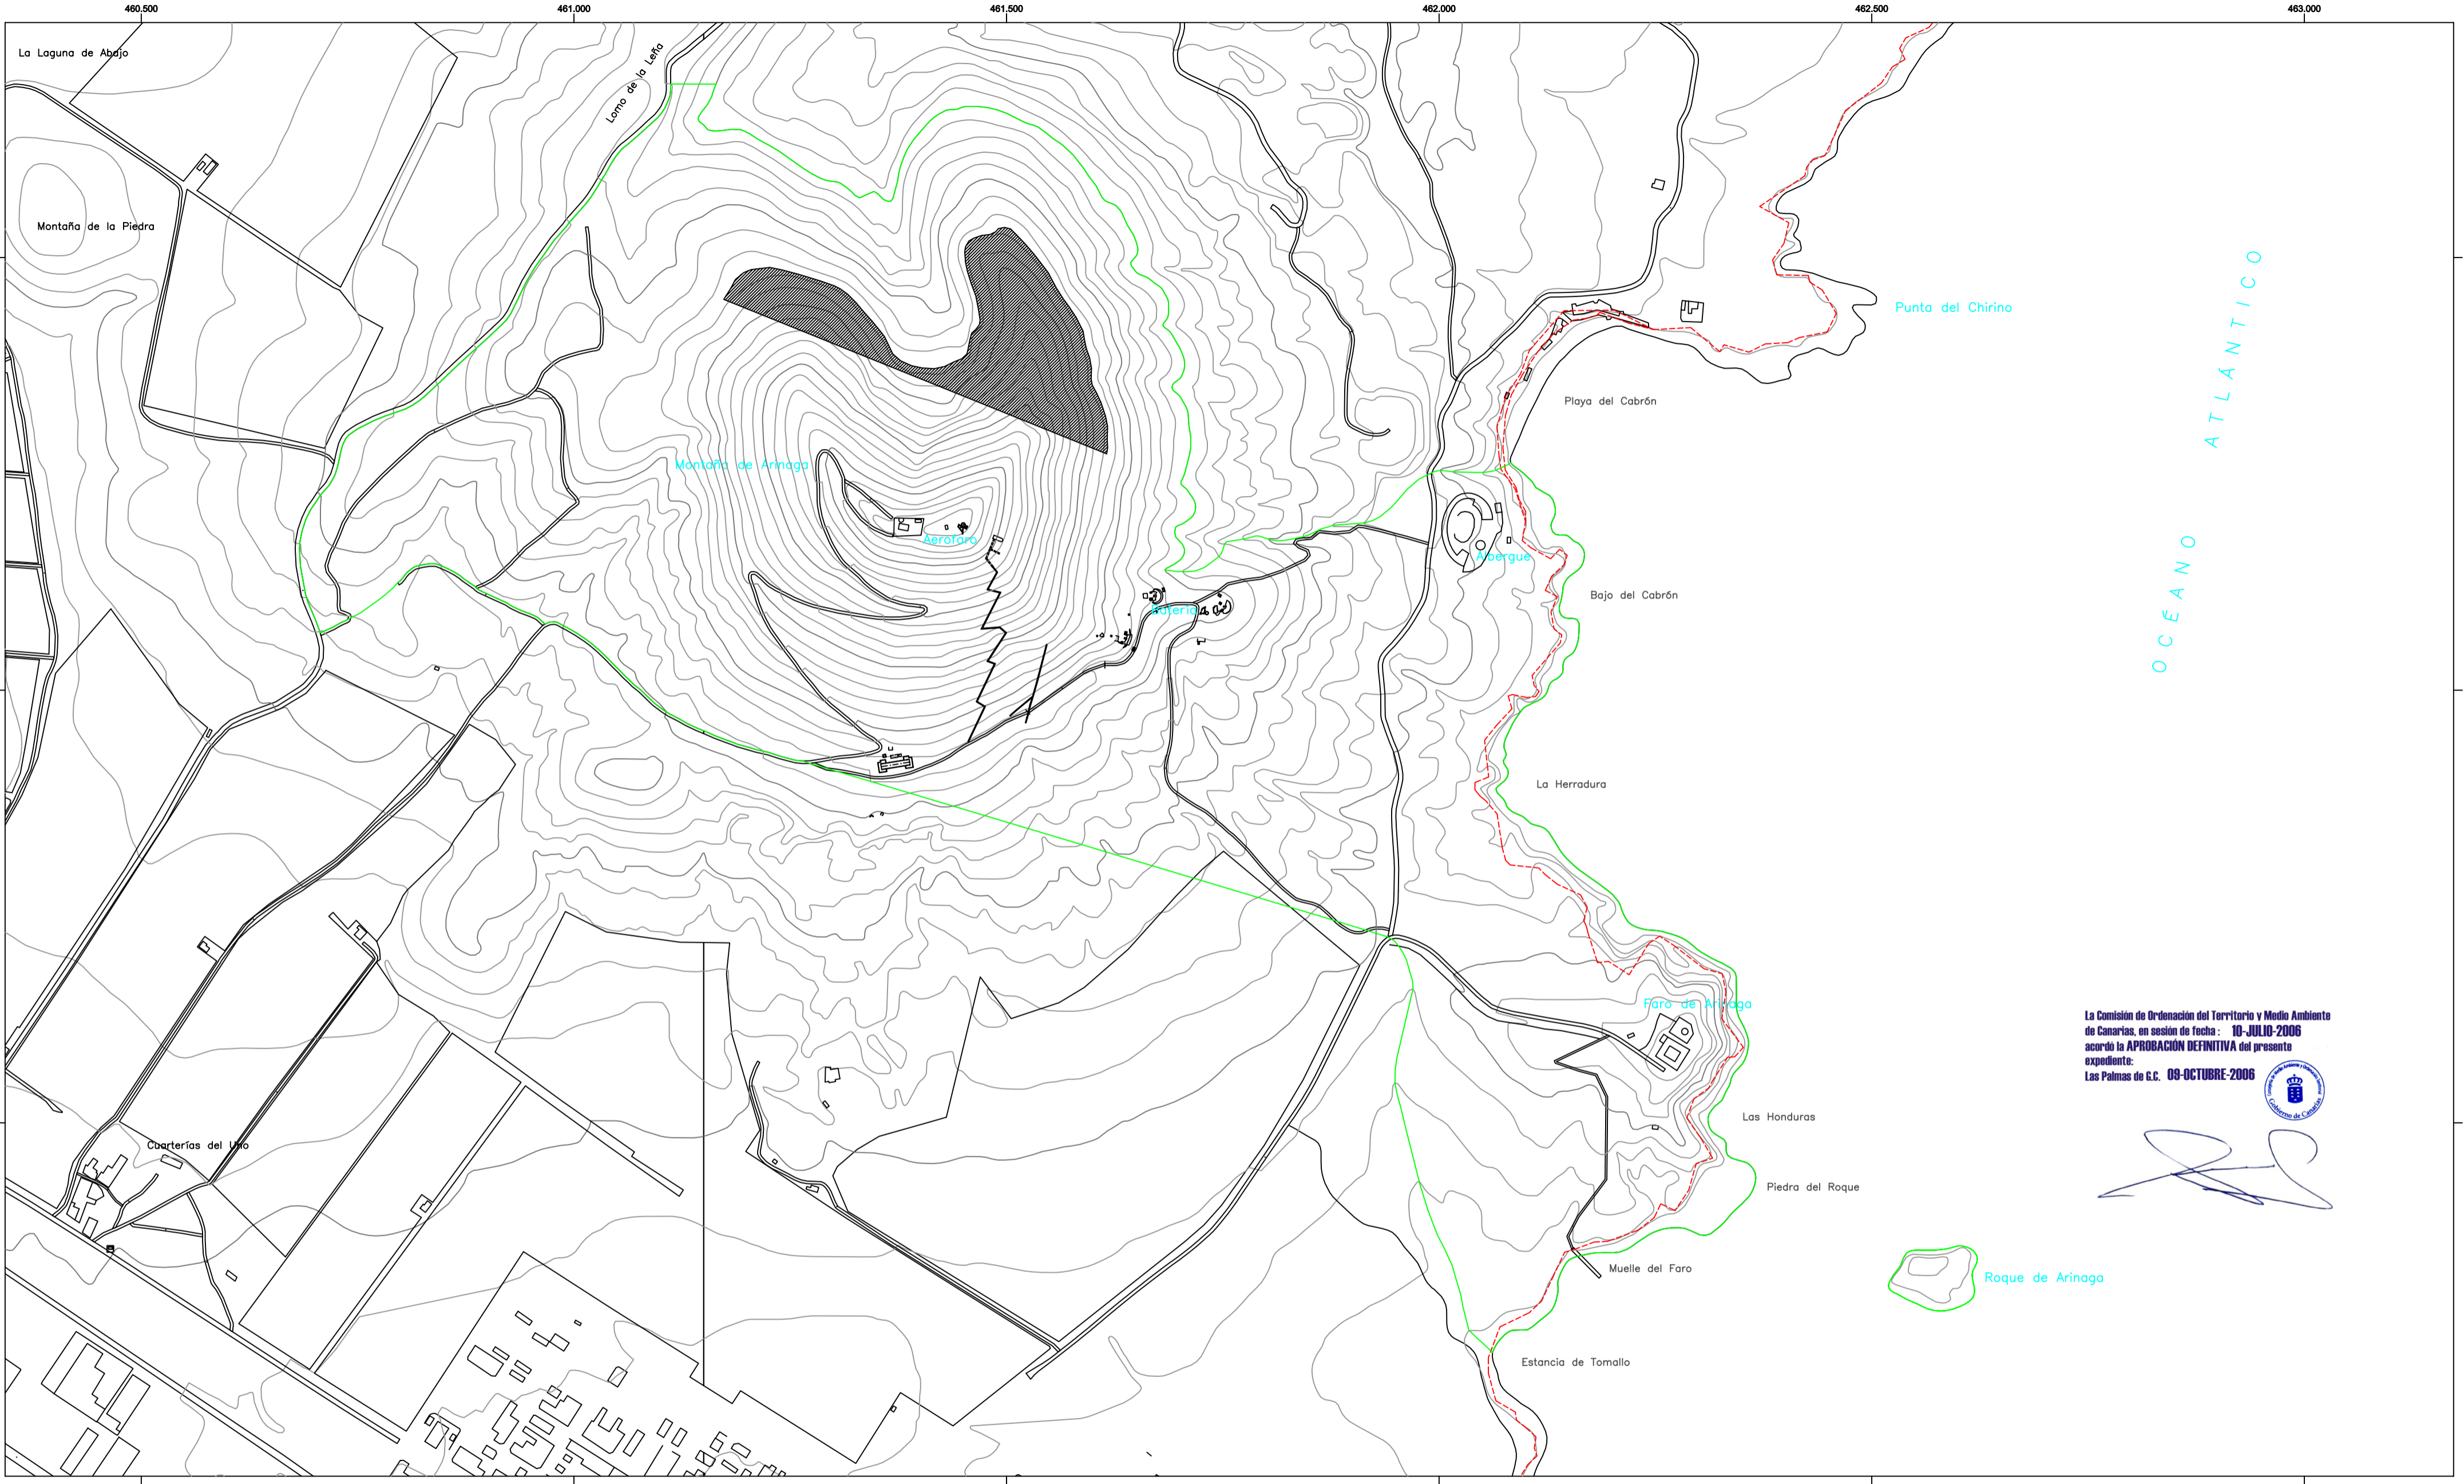 460.500
461.000
461.500
462.000
462.500
463.000
La Laguna de Abajo
Lomo de la Leña
Montaña de la Piedra
OCÉANO ATLÁNTICO
Punta del Chirino
Playa del Cabrón
Montaña de Arinaga
Aerofaro
Albergue
Bajo del Cabrón
Batería
La Herradura
Faro de Arinaga
La Comisión de Ordenación del Territorio y Medio Ambiente
de Canarias, en sesión de fecha : 10-JULIO-2006
acordó la APROBACIÓN DEFINITIVA del presente
expediente:
Las Palmas de G.C. 09-OCTUBRE-2006
Gobierno de Canarias
Las Honduras
Cuarterías del Uno
Piedra del Roque
Muelle del Faro
Roque de Arinaga
Estancia de Tomallo